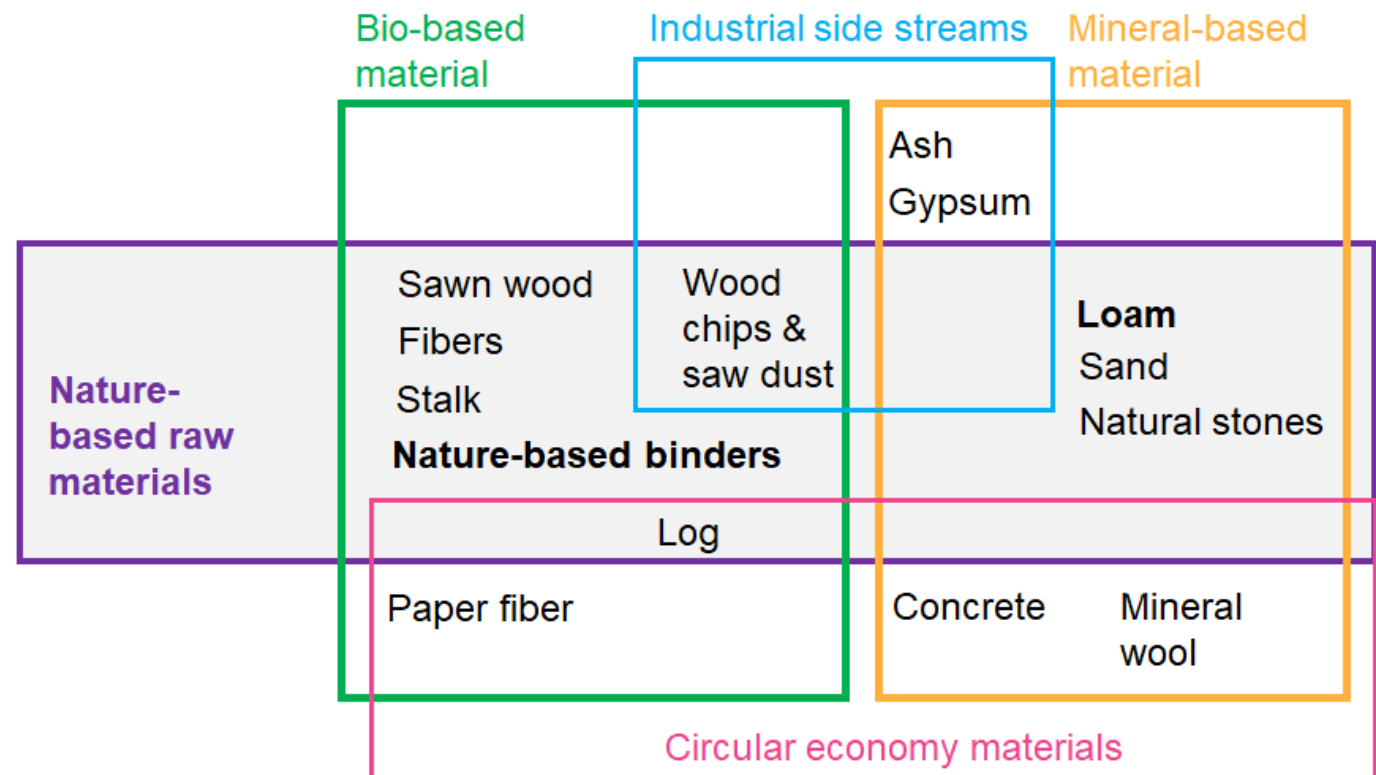 Bio-based
material
Industrial side streams
Mineral-based
material
Ash
Gypsum
Sawn wood
Fibers
Stalk
Nature-based binders
Wood
chips &
saw dust
Loam
Sand
Natural stones
Nature-
based raw
materials
Log
Paper fiber
Concrete
Mineral
wool
Circular economy materials